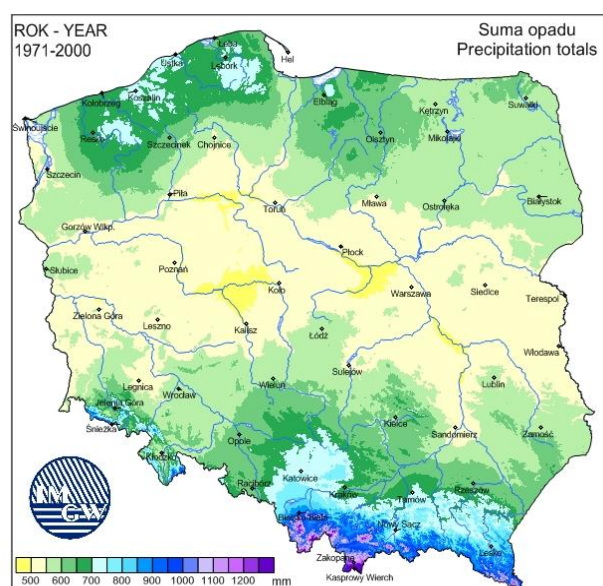 ROK - YEAR
1971-2000
Suma opadu
Precipitation totals
Łeba
Ustka
Lębork
Hel
Kołobrzeg
Koszalin
Elbląg
Kętrzyn
Suwałki
Świnoujście
Resko
Szczecinek
Chojnice
Olsztyn
Mikołajki
Szczecin
Piła
Toruń
Mława
Ostrołęka
Białystok
Gorzów Wlkp.
Płock
Słubice
Poznań
Koło
Warszawa
Siedlce
Terespol
Zielona Góra
Leszno
Kalisz
Łódź
Włodawa
Legnica
Wieluń
Sulejów
Lublin
Jelenia Góra
Wrocław
Śnieżka
Opole
Kielce
Sandomierz
Zamość
Kłodzko
Racibórz
Katowice
Kraków
Tarnów
Rzeszów
Bielsko-Biała
Nowy Sącz
Lesko
Zakopane
Kasprowy Wierch
IM
GW
500 600 700 800 900 1000 1100 1200 mm